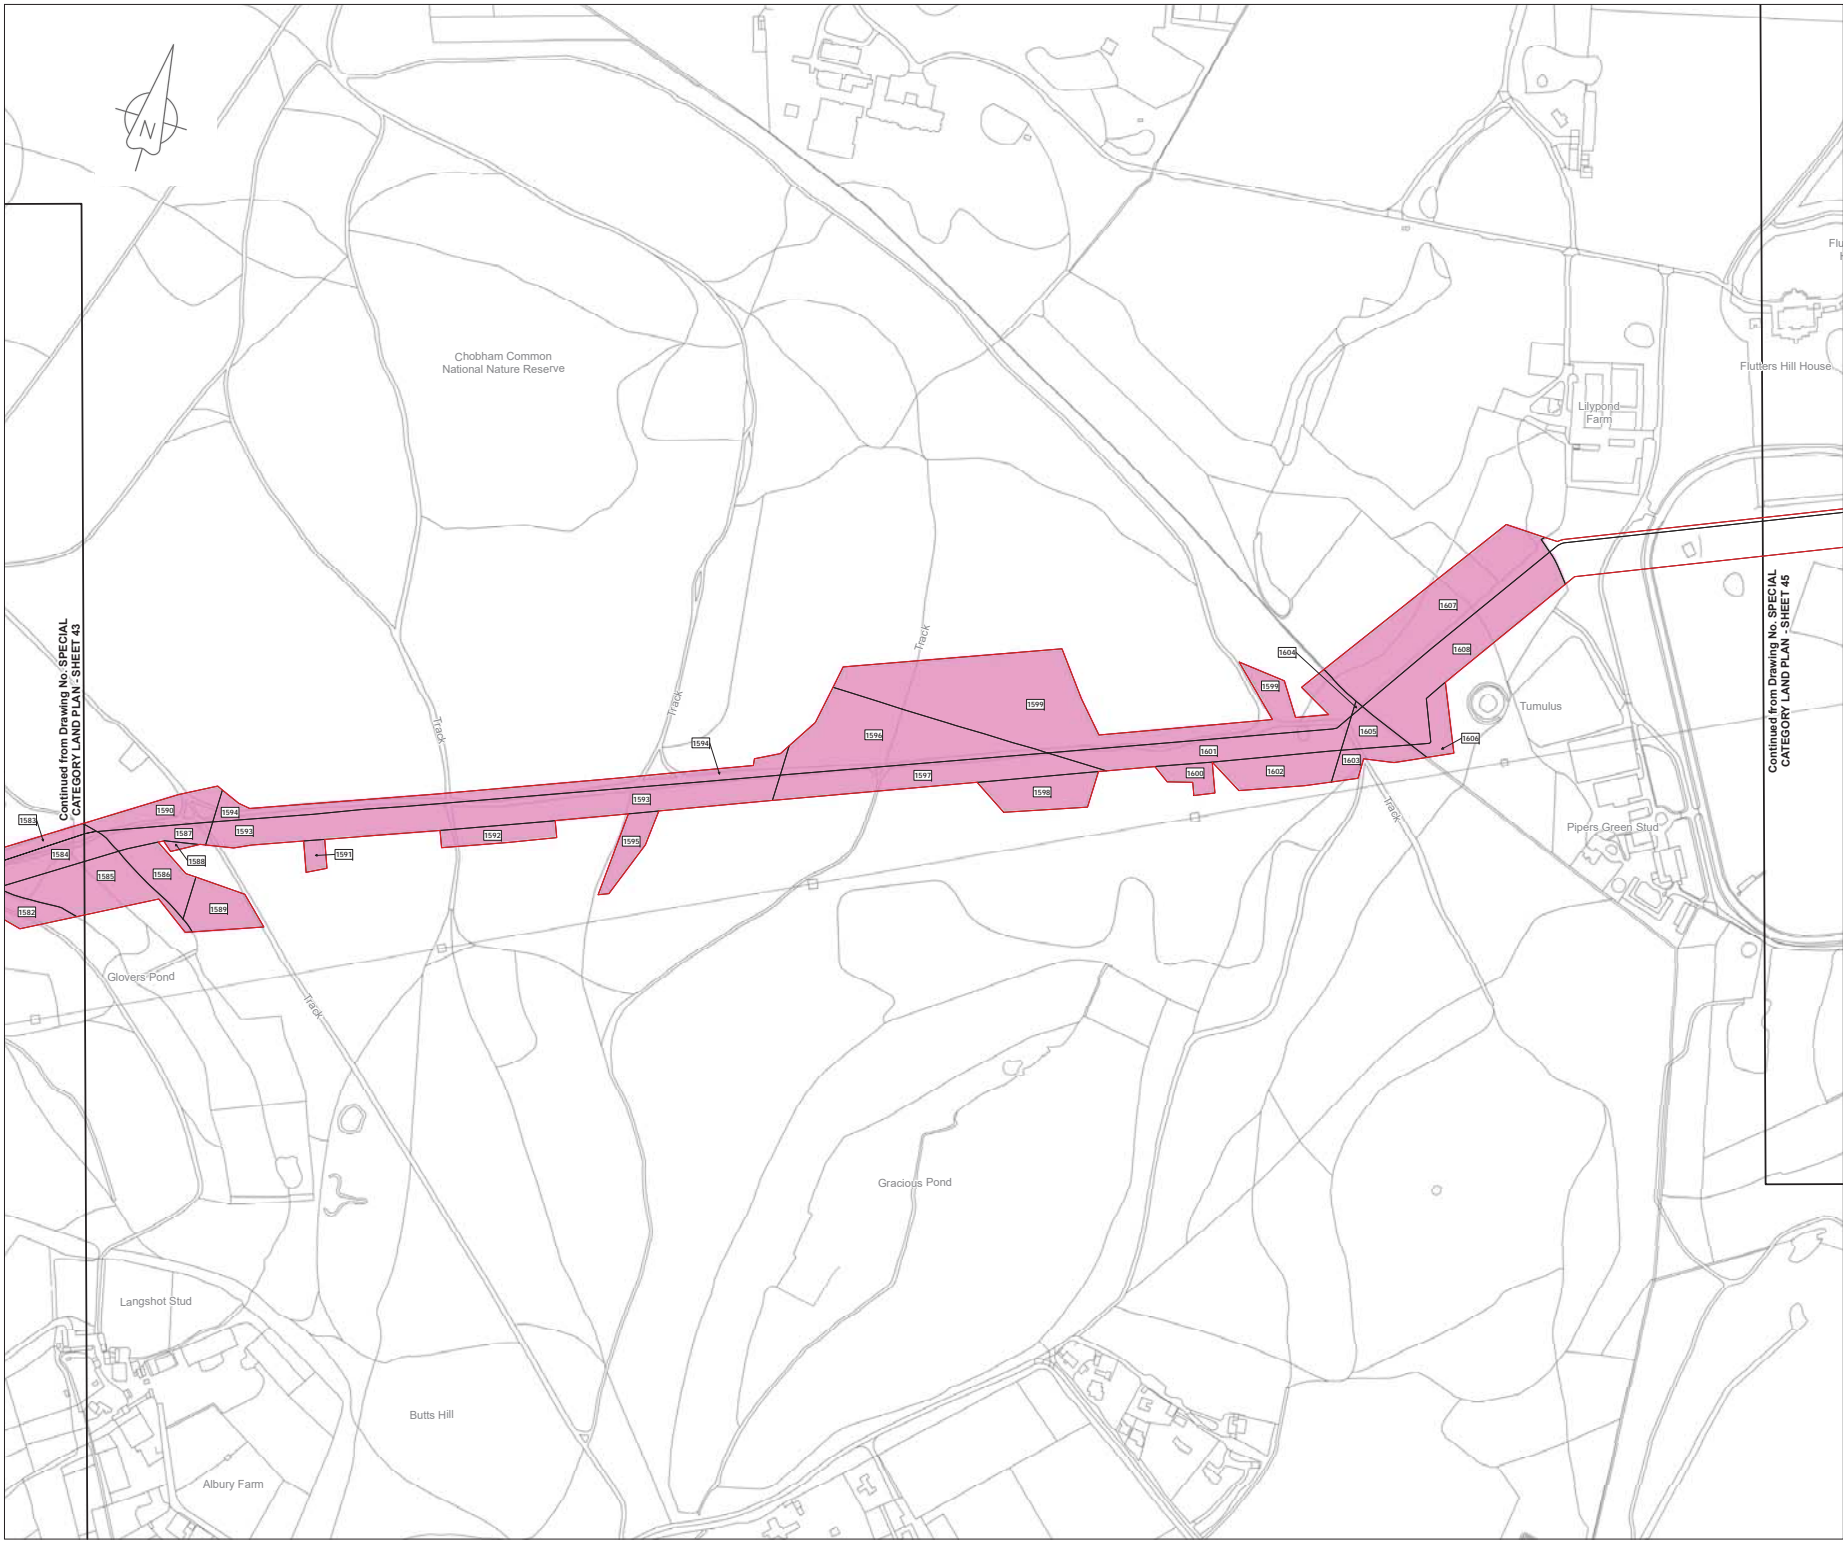 N
Chobham Common
National Nature Reserve
Flutters Hill House
Lilypond
Farm
Continued from Drawing No. SPECIAL
CATEGORY LAND PLAN - SHEET 43
Continued from Drawing No. SPECIAL
CATEGORY LAND PLAN - SHEET 45
1607
1608
1604
1599
Track
Track
Track
1599
1596
1594
Tumulus
1605
1606
1601
1603
1600
1602
1597
1598
1593
1590
1594
1583
1587
1593
1592
1595
1584
1588
1591
1585
1586
1582
1589
Track
Pipers Green Stud
Glovers Pond
Track
Gracious Pond
Langshot Stud
Butts Hill
Albury Farm